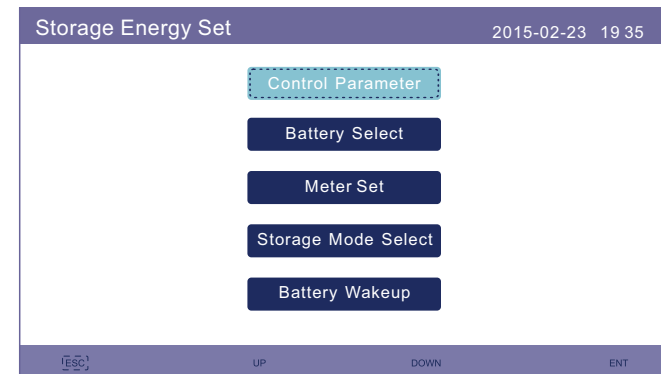 Storage Energy Set 2015-02-23 19 35
Control Parameter
Battery Select
Meter Set
Storage Mode Select
Battery Wakeup
ESC UP DOWN ENT